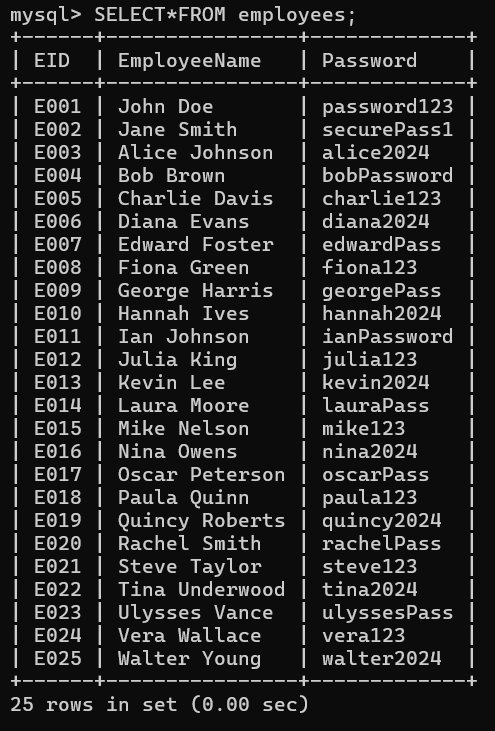 mysql> SELECT*FROM employees;
+------+----------------+-------------+
| EID  | EmployeeName   | Password    |
+------+----------------+-------------+
| E001 | John Doe       | password123 |
| E002 | Jane Smith     | securePass1 |
| E003 | Alice Johnson  | alice2024   |
| E004 | Bob Brown      | bobPassword |
| E005 | Charlie Davis  | charlie123  |
| E006 | Diana Evans    | diana2024   |
| E007 | Edward Foster  | edwardPass  |
| E008 | Fiona Green    | fiona123    |
| E009 | George Harris  | georgePass  |
| E010 | Hannah Ives    | hannah2024  |
| E011 | Ian Johnson    | ianPassword |
| E012 | Julia King     | julia123    |
| E013 | Kevin Lee      | kevin2024   |
| E014 | Laura Moore    | lauraPass   |
| E015 | Mike Nelson    | mike123     |
| E016 | Nina Owens     | nina2024    |
| E017 | Oscar Peterson | oscarPass   |
| E018 | Paula Quinn    | paula123    |
| E019 | Quincy Roberts | quincy2024  |
| E020 | Rachel Smith   | rachelPass  |
| E021 | Steve Taylor   | steve123    |
| E022 | Tina Underwood | tina2024    |
| E023 | Ulysses Vance  | ulyssesPass |
| E024 | Vera Wallace   | vera123     |
| E025 | Walter Young   | walter2024  |
+------+----------------+-------------+
25 rows in set (0.00 sec)